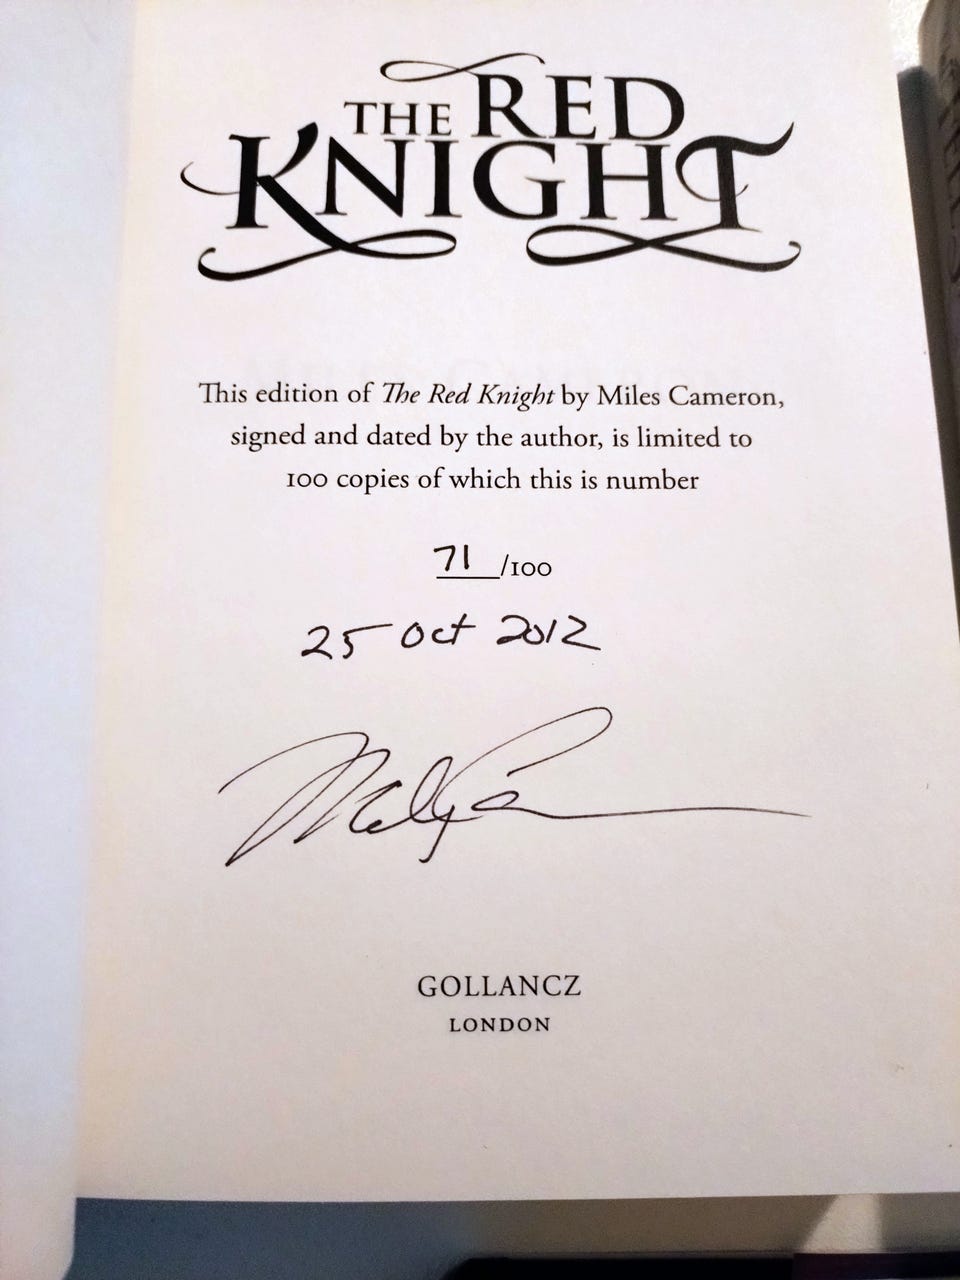 THE RED
KNIGHT
This edition of The Red Knight by Miles Cameron,
signed and dated by the author, is limited to
100 copies of which this is number
71/100
25 Oct 2012
GOLLANCZ
LONDON